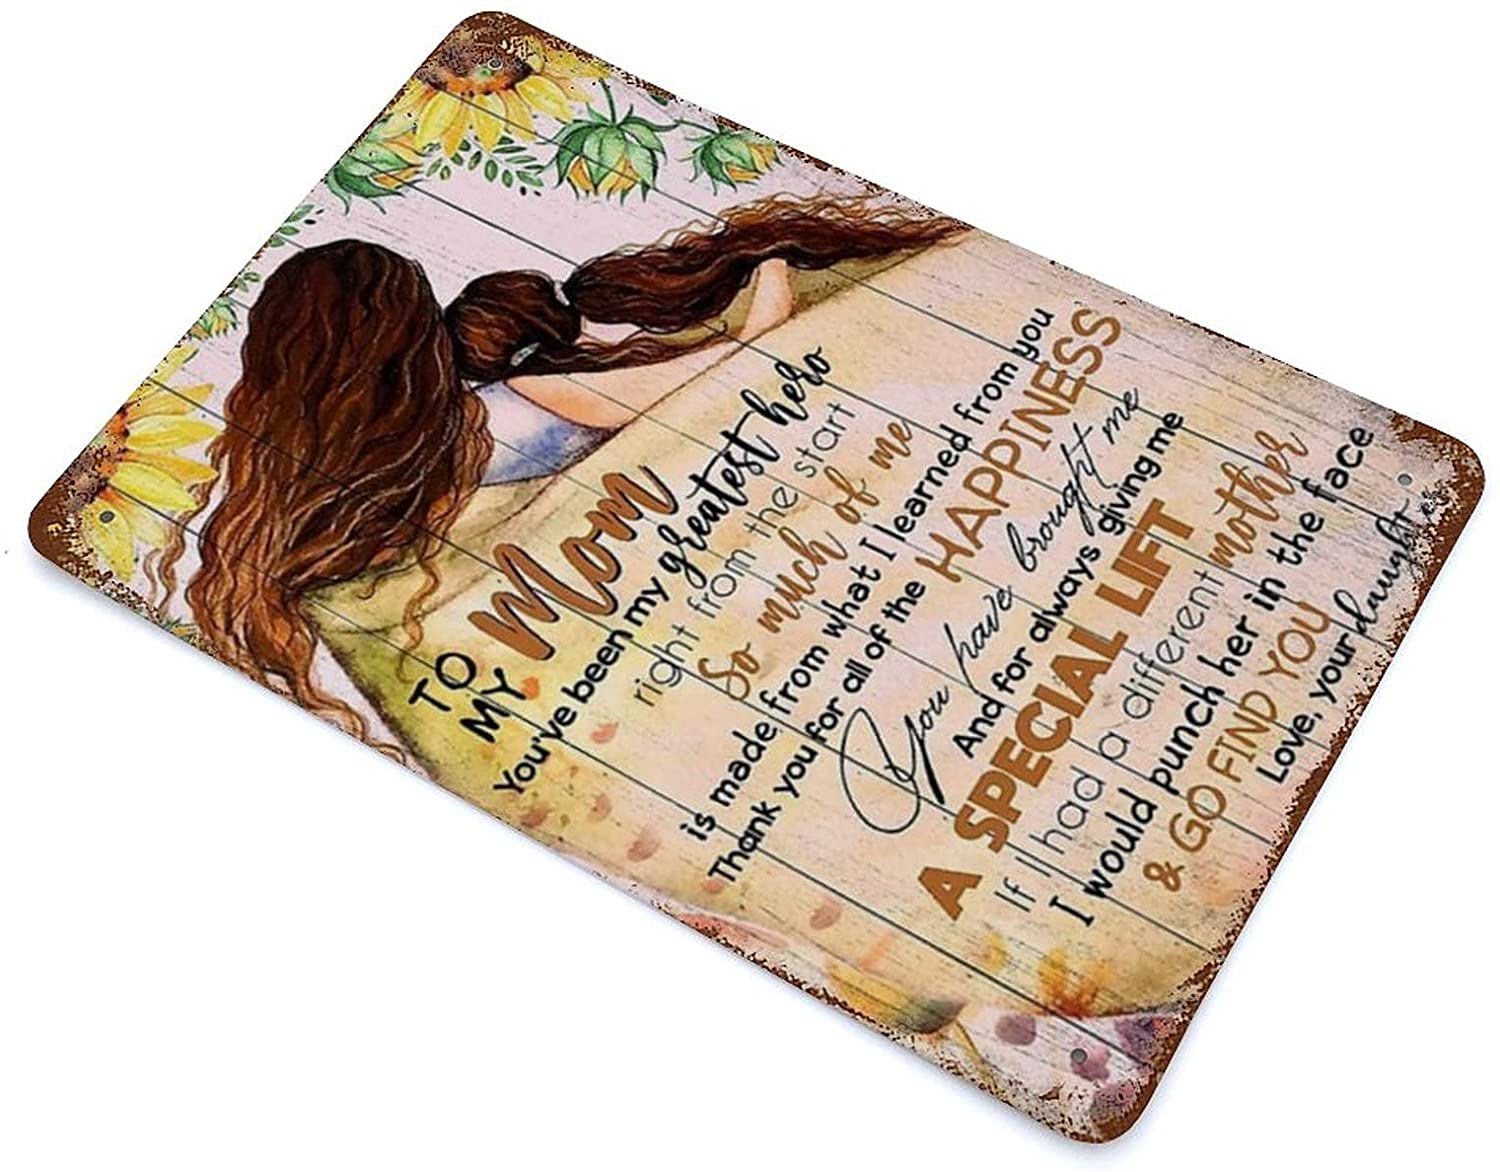 TO
MY Mom
You've been my greatest hero
right from the start
So much of me
is made from what I learned from you
Thank you for all of the HAPPINESS
You have brought me
And for always giving me
A SPECIAL LIFT
If I had a different mother
I would punch her in the face
& GO FIND YOU
Love, your daughter